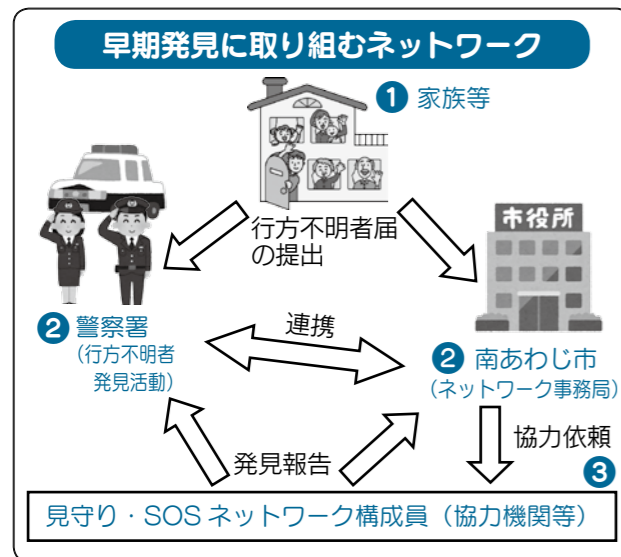 早期発見に取り組むネットワーク
❶ 家族等
行方不明者届
の提出
市役所
❷ 警察署
(行方不明者
発見活動)
連携
❷ 南あわじ市
(ネットワーク事務局)
発見報告
協力依頼
❸
見守り・SOSネットワーク構成員(協力機関等)